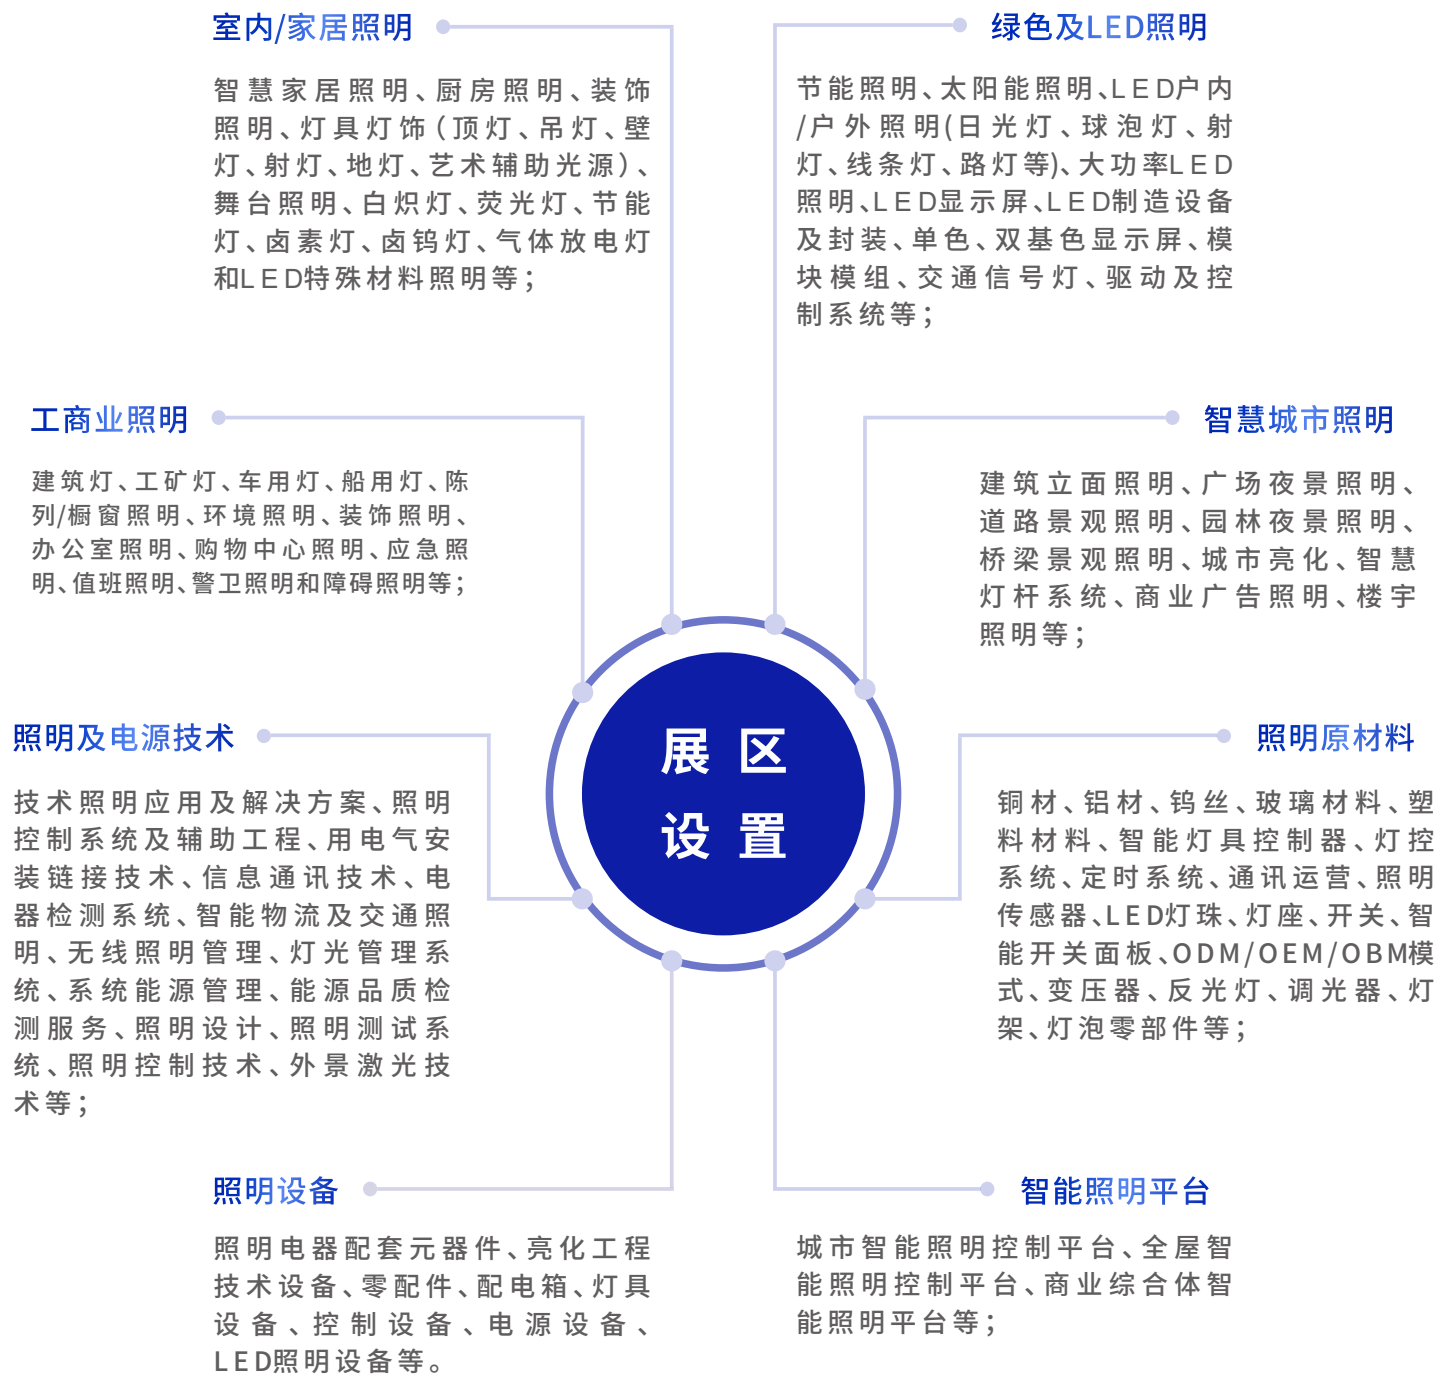 室内/家居照明
智慧家居照明、厨房照明、装饰
照明、灯具灯饰(顶灯、吊灯、壁
灯、射灯、地灯、艺术辅助光源)、
舞台照明、白炽灯、荧光灯、节能
灯、卤素灯、卤钨灯、气体放电灯
和LED特殊材料照明等;
绿色及LED照明
节能照明、太阳能照明、LED户内
/户外照明(日光灯、球泡灯、射
灯、线条灯、路灯等)、大功率LED
照明、LED显示屏、LED制造设备
及封装、单色、双基色显示屏、模
块模组、交通信号灯、驱动及控
制系统等;
工商业照明
建筑灯、工矿灯、车用灯、船用灯、陈
列/橱窗照明、环境照明、装饰照明、
办公室照明、购物中心照明、应急照
明、值班照明、警卫照明和障碍照明等;
智慧城市照明
建筑立面照明、广场夜景照明、
道路景观照明、园林夜景照明、
桥梁景观照明、城市亮化、智慧
灯杆系统、商业广告照明、楼宇
照明等;
展区
设置
照明及电源技术
技术照明应用及解决方案、照明
控制系统及辅助工程、用电气安
装链接技术、信息通讯技术、电
器检测系统、智能物流及交通照
明、无线照明管理、灯光管理系
统、系统能源管理、能源品质检
测服务、照明设计、照明测试系
统、照明控制技术、外景激光技
术等;
照明原材料
铜材、铝材、钨丝、玻璃材料、塑
料材料、智能灯具控制器、灯控
系统、定时系统、通讯运营、照明
传感器、LED灯珠、灯座、开关、智
能开关面板、ODM/OEM/OBM模
式、变压器、反光灯、调光器、灯
架、灯泡零部件等;
照明设备
照明电器配套元器件、亮化工程
技术设备、零配件、配电箱、灯具
设备、控制设备、电源设备、
LED照明设备等。
智能照明平台
城市智能照明控制平台、全屋智
能照明控制平台、商业综合体智
能照明平台等;